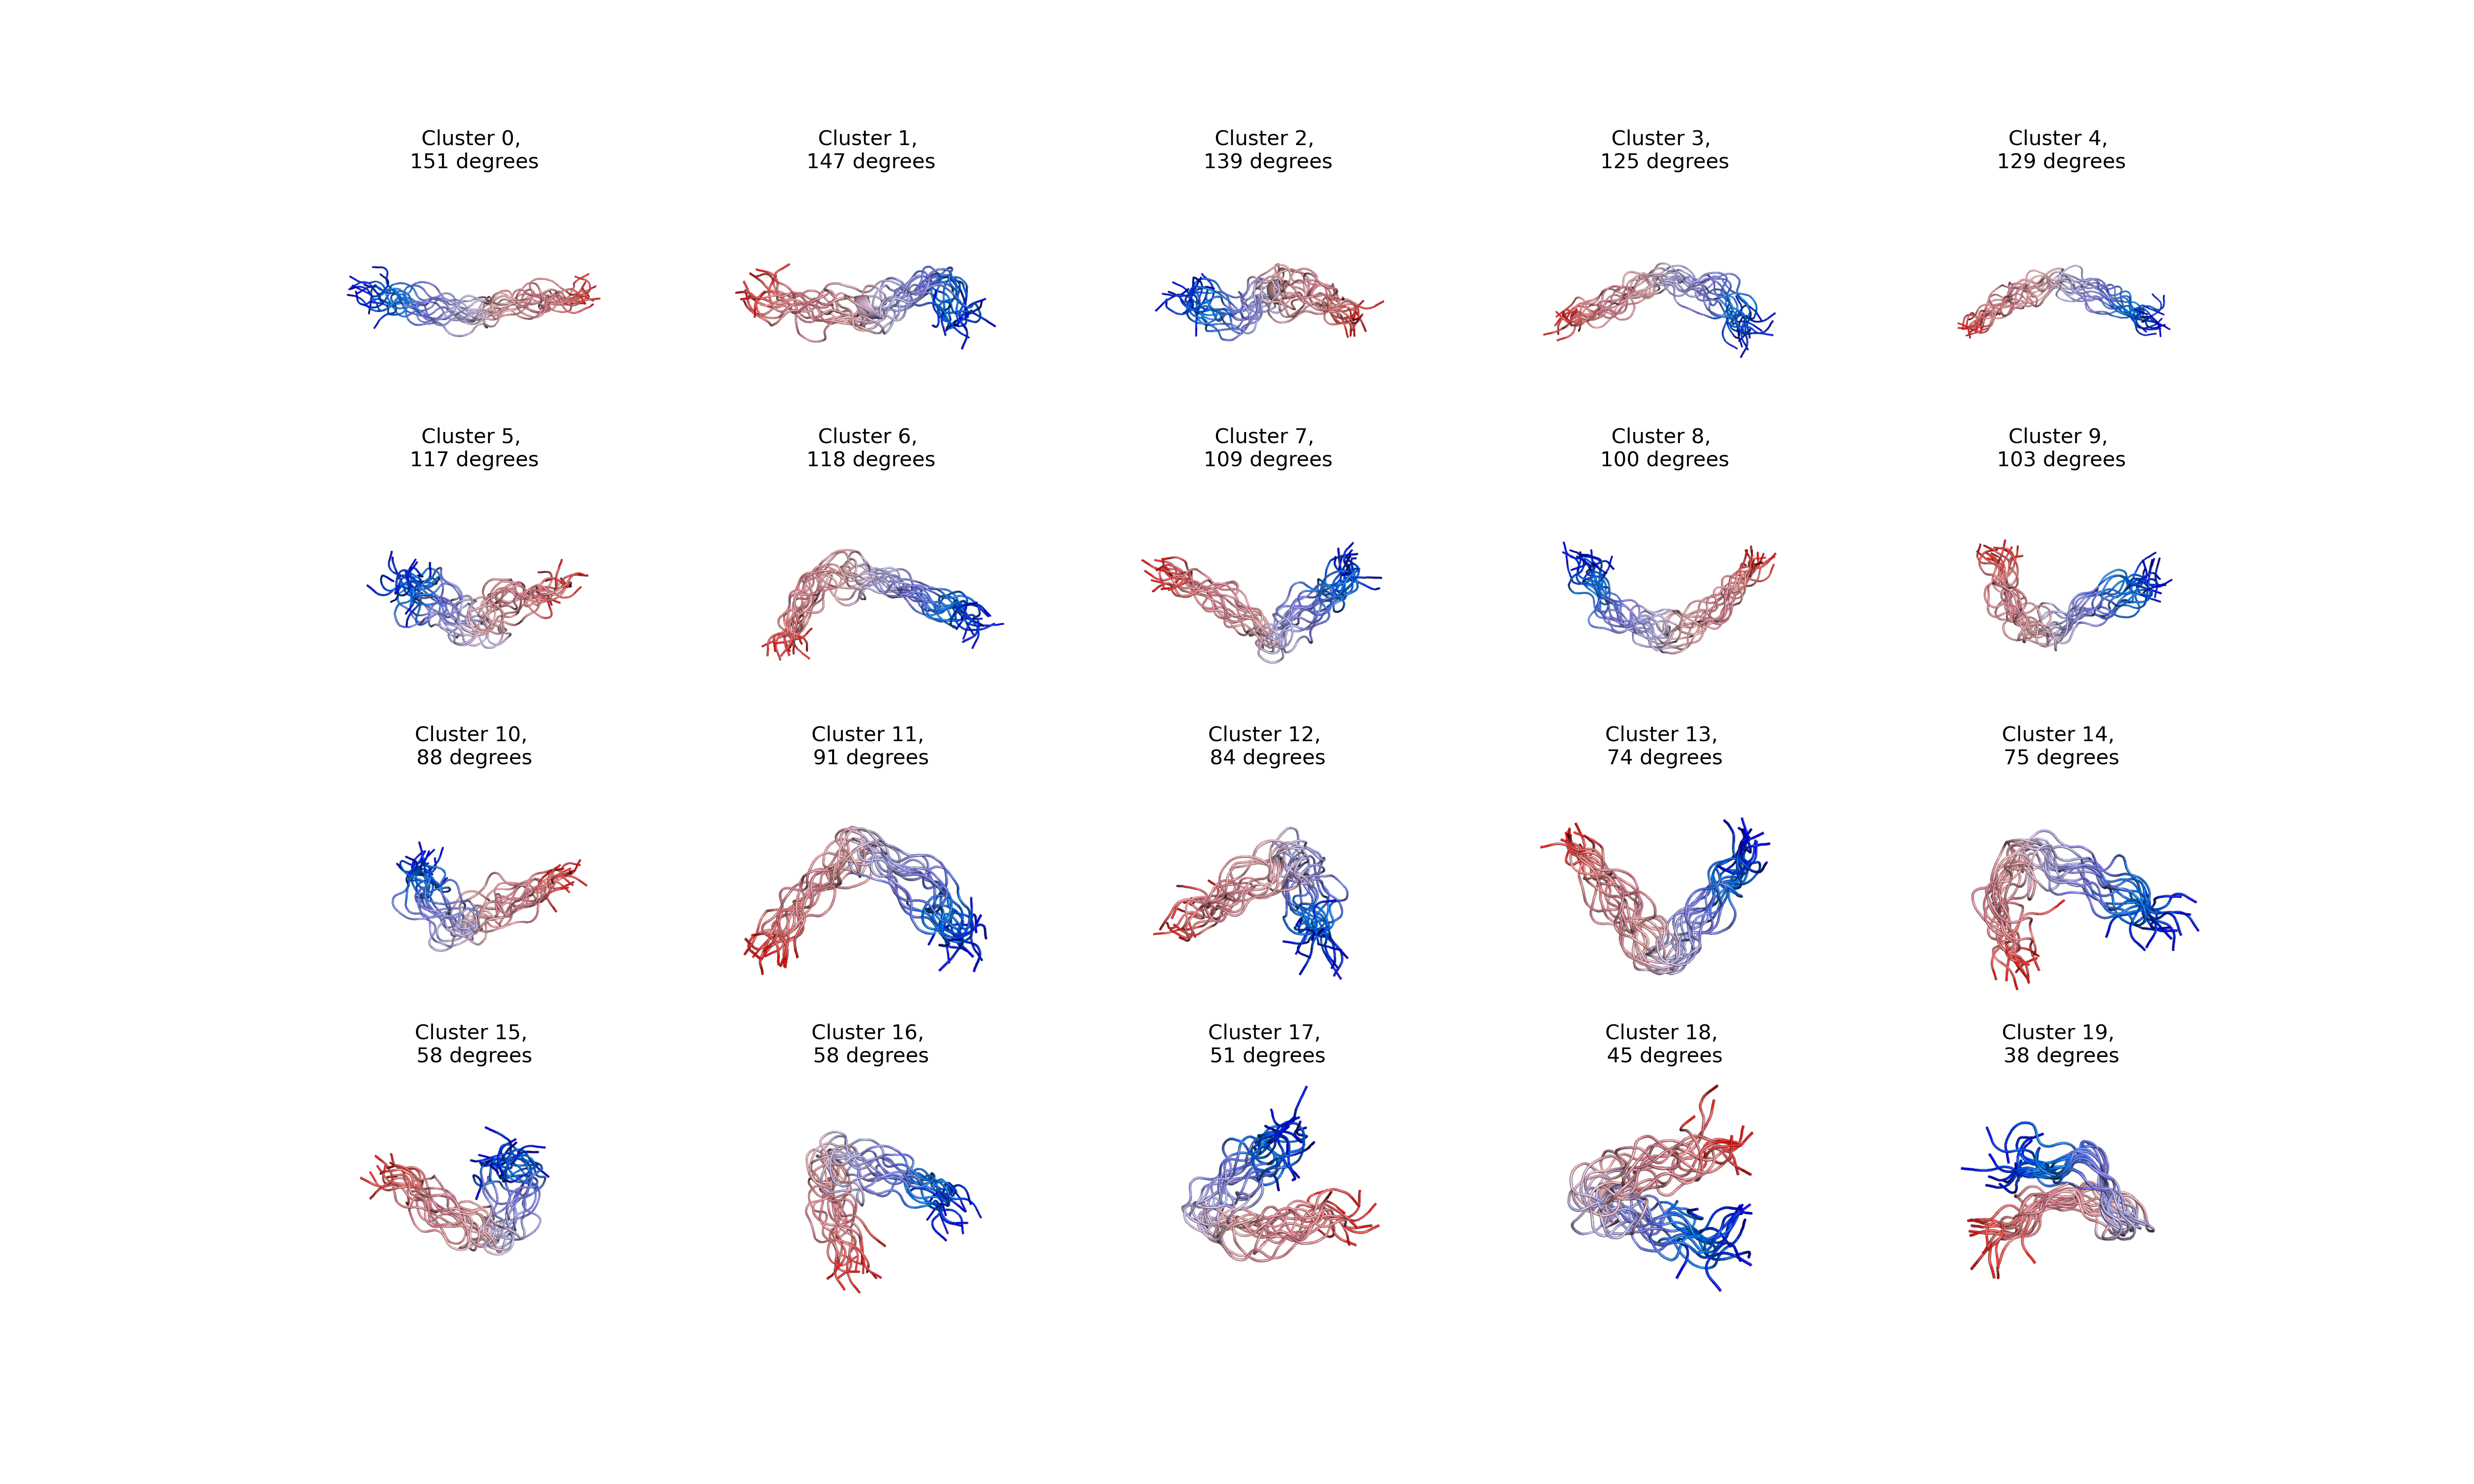 Cluster 0,
151 degrees
Cluster 1,
147 degrees
Cluster 2,
139 degrees
Cluster 3,
125 degrees
Cluster 4,
129 degrees
Cluster 5,
117 degrees
Cluster 6,
118 degrees
Cluster 7,
109 degrees
Cluster 8,
100 degrees
Cluster 9,
103 degrees
Cluster 10,
88 degrees
Cluster 11,
91 degrees
Cluster 12,
84 degrees
Cluster 13,
74 degrees
Cluster 14,
75 degrees
Cluster 15,
58 degrees
Cluster 16,
58 degrees
Cluster 17,
51 degrees
Cluster 18,
45 degrees
Cluster 19,
38 degrees